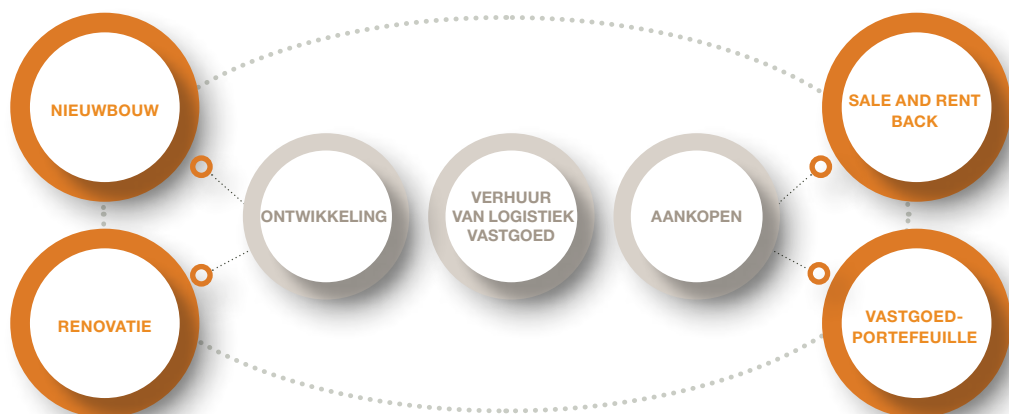 NIEUWBOUW
SALE AND RENT
BACK
ONTWIKKELING
VERHUUR
VAN LOGISTIEK
VASTGOED
AANKOPEN
RENOVATIE
VASTGOED-
PORTEFEUILLE